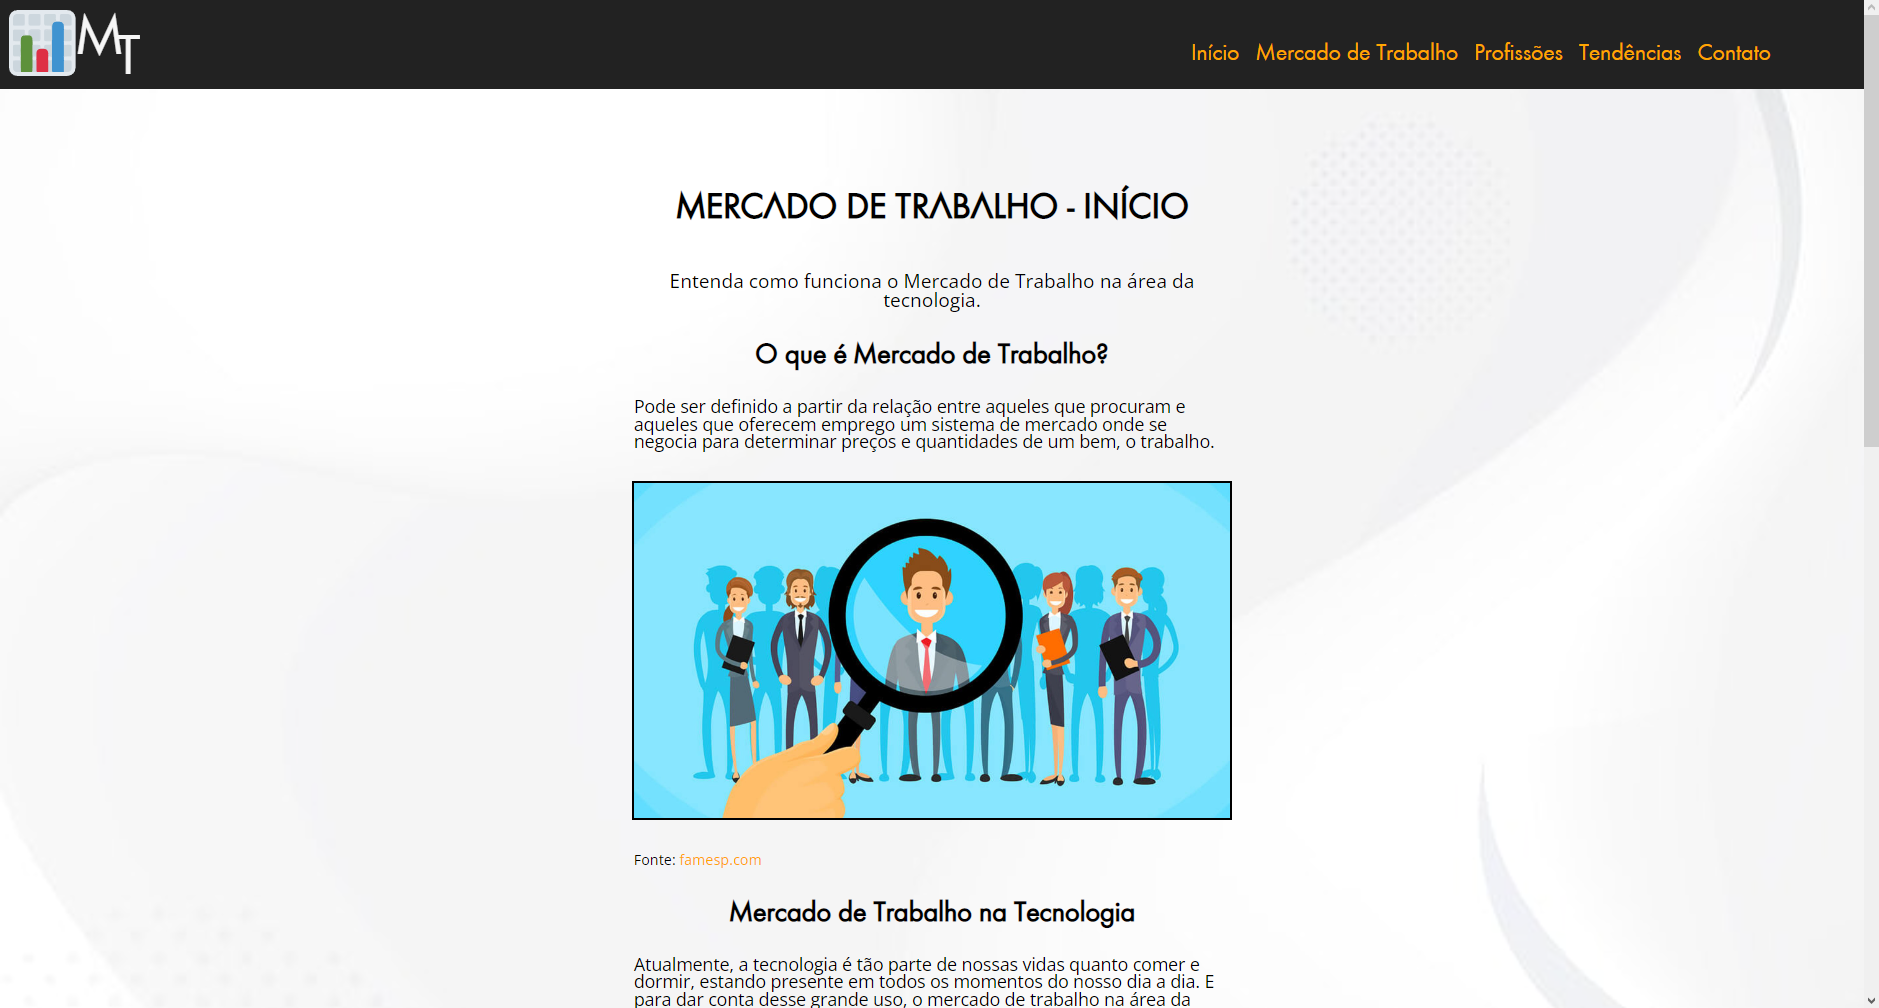 MT
Início Mercado de Trabalho Profissões Tendências Contato
MERCADO DE TRABALHO - INÍCIO
Entenda como funciona o Mercado de Trabalho na área da
tecnologia.
O que é Mercado de Trabalho?
Pode ser definido a partir da relação entre aqueles que procuram e
aqueles que oferecem emprego um sistema de mercado onde se
negocia para determinar preços e quantidades de um bem, o trabalho.
Fonte: famesp.com
Mercado de Trabalho na Tecnologia
Atualmente, a tecnologia é tão parte de nossas vidas quanto comer e
dormir, estando presente em todos os momentos do nosso dia a dia. E
para dar conta desse grande uso, o mercado de trabalho na área da